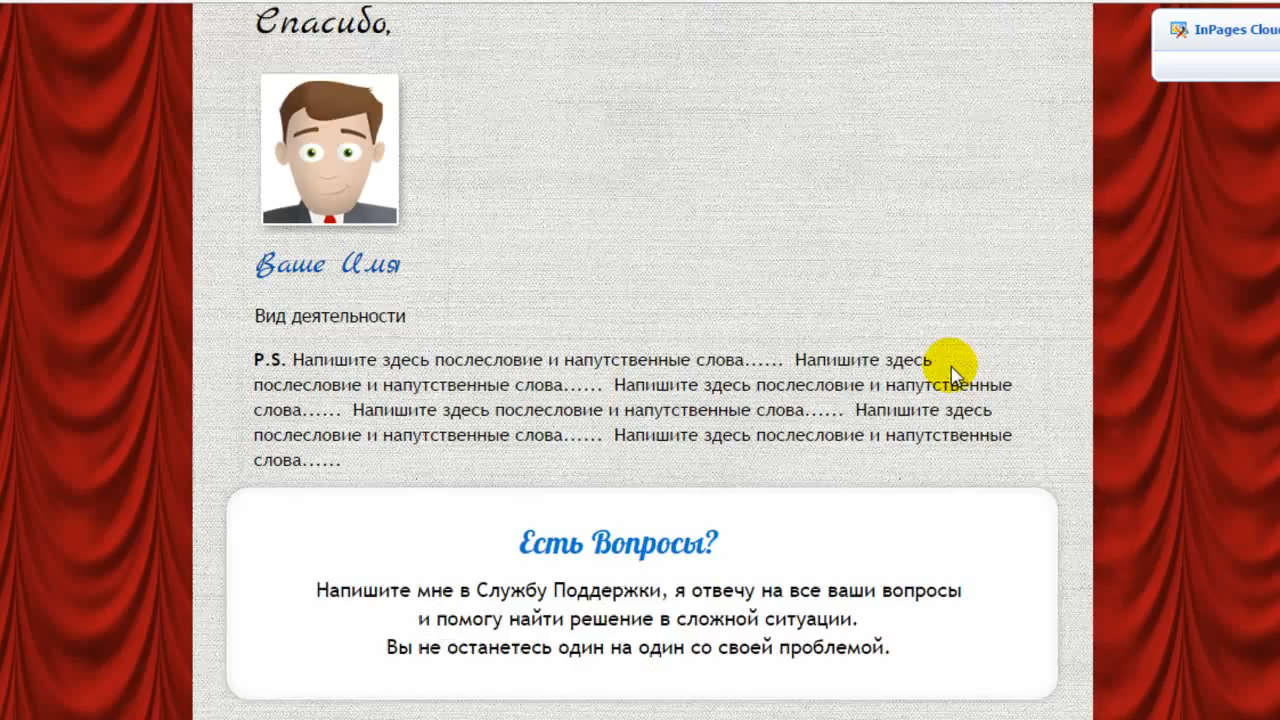 Спасибо,
InPages Clou
Ваше Имя
Вид деятельности
P.S. Напишите здесь послесловие и напутственные слова...... Напишите здесь
послесловие и напутственные слова...... Напишите здесь послесловие и напутственные
слова...... Напишите здесь послесловие и напутственные слова...... Напишите здесь
послесловие и напутственные слова...... Напишите здесь послесловие и напутственные
слова......
Есть Вопросы?
Напишите мне в Службу Поддержки, я отвечу на все ваши вопросы
и помогу найти решение в сложной ситуации.
Вы не останетесь один на один со своей проблемой.